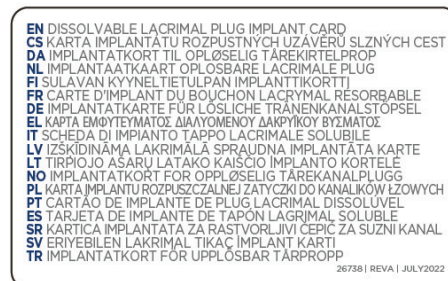 EN DISSOLVABLE LACRIMAL PLUG IMPLANT CARD
CS KARTA IMPLANTÁTU ROZPUSTNÝCH UZÁVĚRŮ SLZNÝCH CEST
DA IMPLANTATKORT TIL OPLØSELIG TÅREKIRTELPROP
NL IMPLANTAATKAART OPLOSBARE LACRIMALE PLUG
FI SULAVAN KYYNELTIETULPAN IMPLANTTIKORTTI
FR CARTE D'IMPLANT DU BOUCHON LACRYMAL RESORBABLE
DE IMPLANTATKARTE FÜR LÖSLICHE TRÄNENKANALSTÖPSEL
EL ΚΑΡΤΑ ΕΜΦΥΤΕΥΜΑΤΟΣ ΔΙΑΛΥΟΜΕΝΟΥ ΔΑΚΡΥΪΚΟΥ ΒΥΣΜΑΤΟΣ
IT SCHEDA DI IMPIANTO TAPPO LACRIMALE SOLUBILE
LV IZŠĶĪDINĀMA LAKRIMĀLĀ SPRAUDNA IMPLANTĀTA KARTE
LT TIRPIOJO AŠARŲ LATAKO KAIŠČIO IMPLANTO KORTELĖ
NO IMPLANTATKORT FOR OPPLØSELIG TÅREKANALPLUGG
PL KARTA IMPLANTU ROZPUSZCZALNEJ ZATYCZKI DO KANALIKÓW ŁZOWYCH
PT CARTÃO DE IMPLANTE DE PLUG LACRIMAL DISSOLÚVEL
ES TARJETA DE IMPLANTE DE TAPÓN LAGRIMAL SOLUBLE
SR KARTICA IMPLANTATA ZA RASTVORLJIVI ČEPIĆ ZA SUZNI KANAL
SV ERIYEBILEN LAKRIMAL TIKAÇ İMPLANT KARTI
TR IMPLANTATKORT FÖR UPPLÖSBAR TÅRPROPP
26738 | REVA | JULY2022